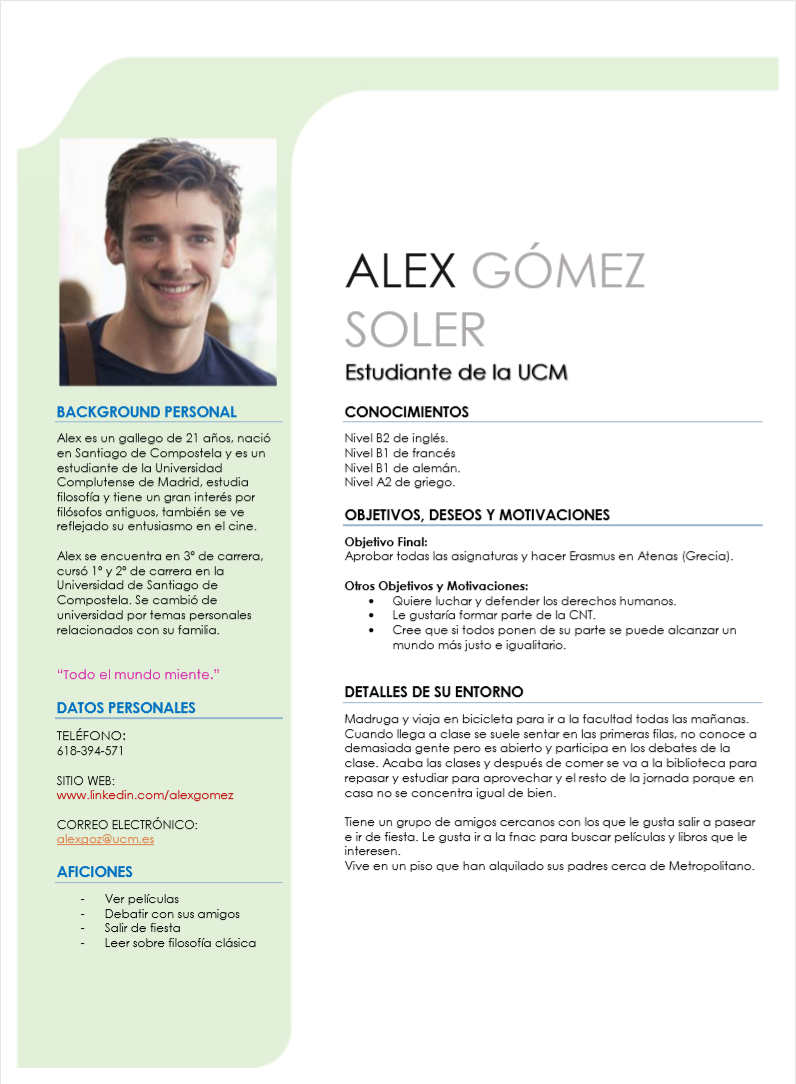 ALEX GÓMEZ
SOLER
Estudiante de la UCM
BACKGROUND PERSONAL
Alex es un gallego de 21 años, nació
en Santiago de Compostela y es un
estudiante de la Universidad
Complutense de Madrid, estudia
filosofía y tiene un gran interés por
filósofos antiguos, también se ve
reflejado su entusiasmo en el cine.
Alex se encuentra en 3º de carrera,
cursó 1º y 2º de carrera en la
Universidad de Santiago de
Compostela. Se cambió de
universidad por temas personales
relacionados con su familia.
“Todo el mundo miente.”
DATOS PERSONALES
TELÉFONO:
618-394-571
SITIO WEB:
www.linkedin.com/alexgomez
CORREO ELECTRÓNICO:
alexgoz@ucm.es
AFICIONES
- Ver películas
- Debatir con sus amigos
- Salir de fiesta
- Leer sobre filosofía clásica
CONOCIMIENTOS
Nivel B2 de inglés.
Nivel B1 de francés
Nivel B1 de alemán.
Nivel A2 de griego.
OBJETIVOS, DESEOS Y MOTIVACIONES
Objetivo Final:
Aprobar todas las asignaturas y hacer Erasmus en Atenas (Grecia).
Otros Objetivos y Motivaciones:
• Quiere luchar y defender los derechos humanos.
• Le gustaría formar parte de la CNT.
• Cree que si todos ponen de su parte se puede alcanzar un
mundo más justo e igualitario.
DETALLES DE SU ENTORNO
Madruga y viaja en bicicleta para ir a la facultad todas las mañanas.
Cuando llega a clase se suele sentar en las primeras filas, no conoce a
demasiada gente pero es abierto y participa en los debates de la
clase. Acaba las clases y después de comer se va a la biblioteca para
repasar y estudiar para aprovechar y el resto de la jornada porque en
casa no se concentra igual de bien.
Tiene un grupo de amigos cercanos con los que le gusta salir a pasear
e ir de fiesta. Le gusta ir a la fnac para buscar películas y libros que le
interesen.
Vive en un piso que han alquilado sus padres cerca de Metropolitano.